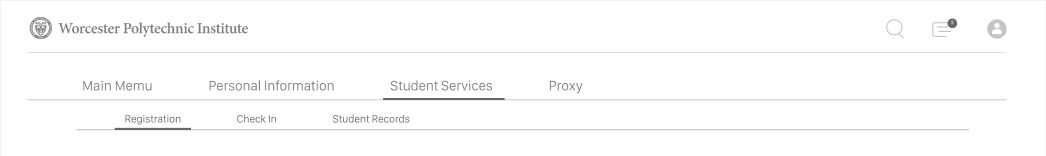 Worcester Polytechnic Institute
Main Memu Personal Information Student Services Proxy
Registration Check In Student Records